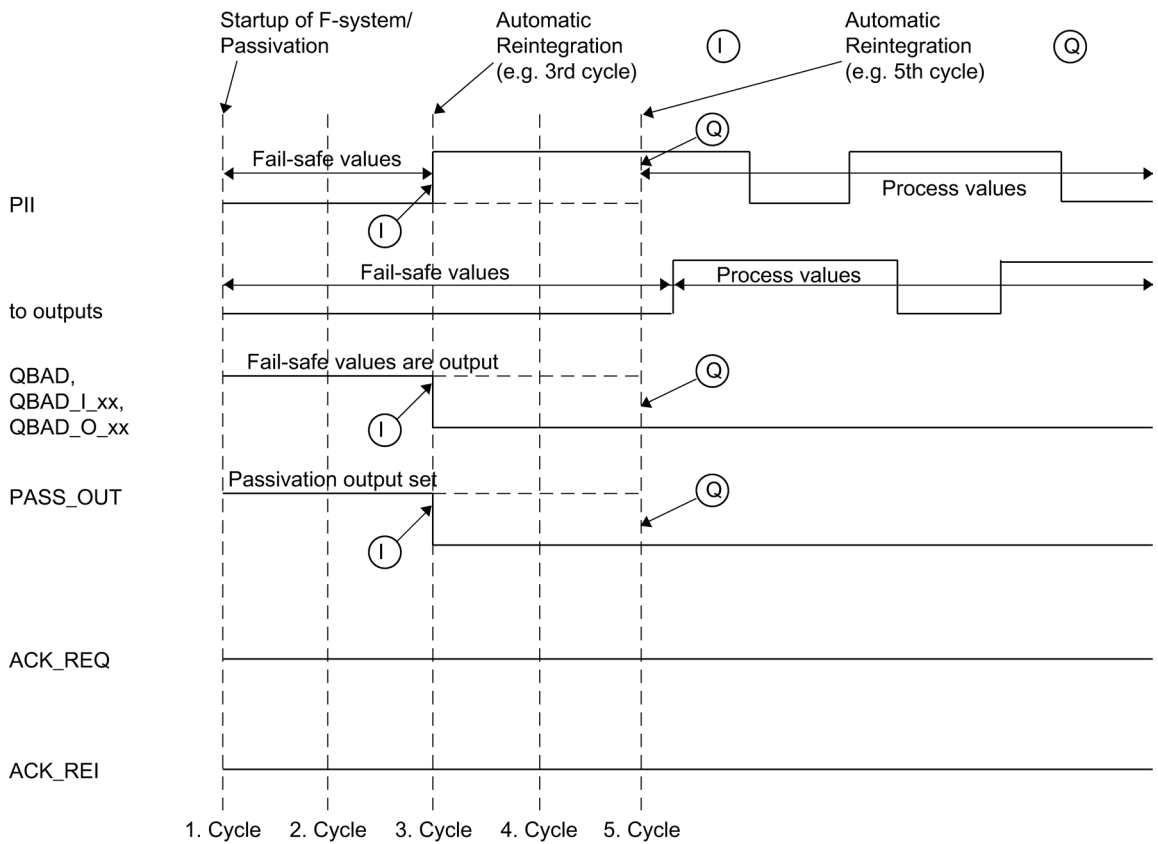 Startup of F-system/
Passivation
Automatic
Reintegration
(e.g. 3rd cycle)
I
Automatic
Reintegration
(e.g. 5th cycle)
Q
Q
Fail-safe values
Process values
PII
I
Fail-safe values
Process values
to outputs
Fail-safe values are output
Q
QBAD,
QBAD_I_xx,
QBAD_O_xx
I
Passivation output set
Q
PASS_OUT
I
ACK_REQ
ACK_REI
1. Cycle 2. Cycle 3. Cycle 4. Cycle 5. Cycle